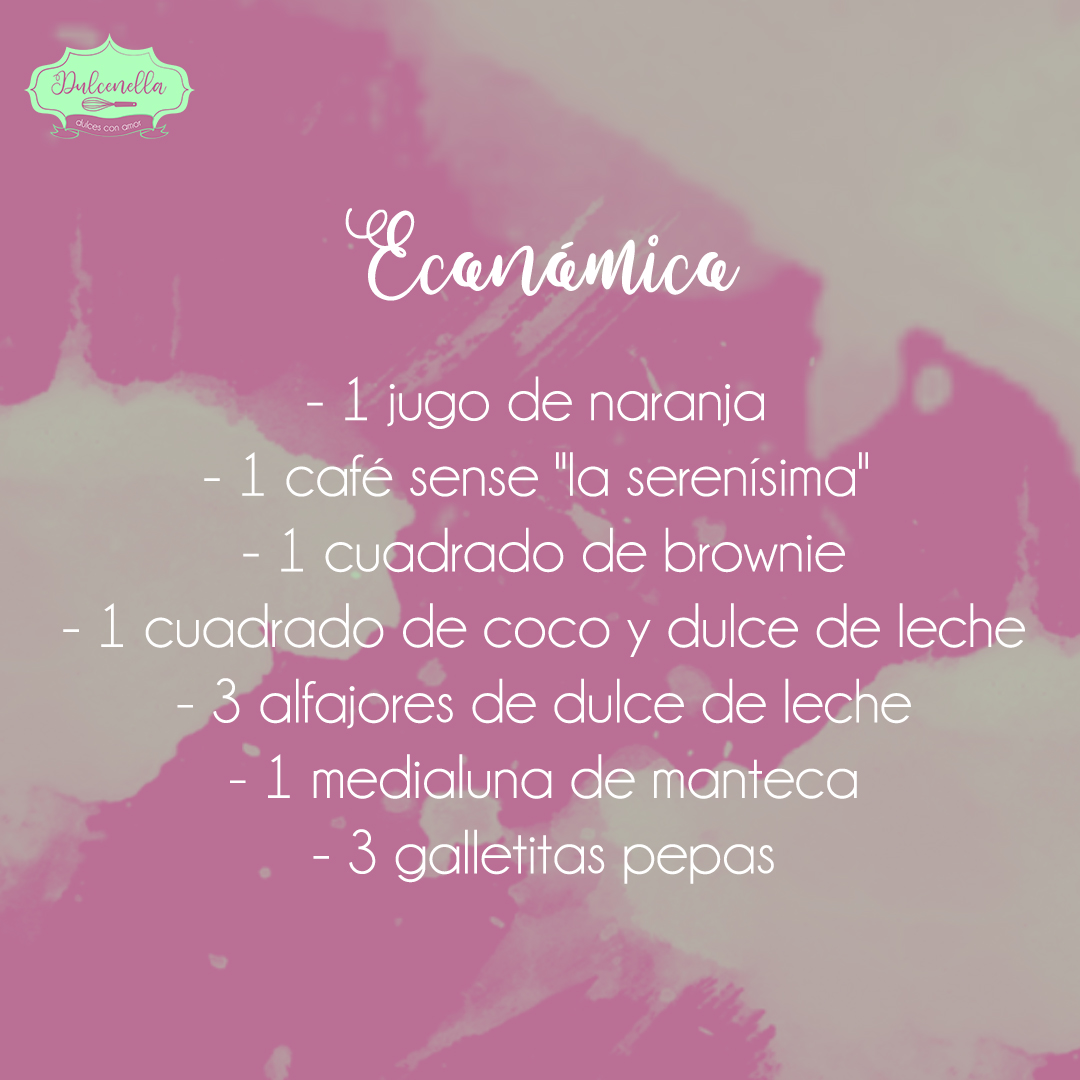 Dulcenella
dulces con amor
Económica
- 1 jugo de naranja
- 1 café sense "la serenísima"
- 1 cuadrado de brownie
- 1 cuadrado de coco y dulce de leche
- 3 alfajores de dulce de leche
- 1 medialuna de manteca
- 3 galletitas pepas